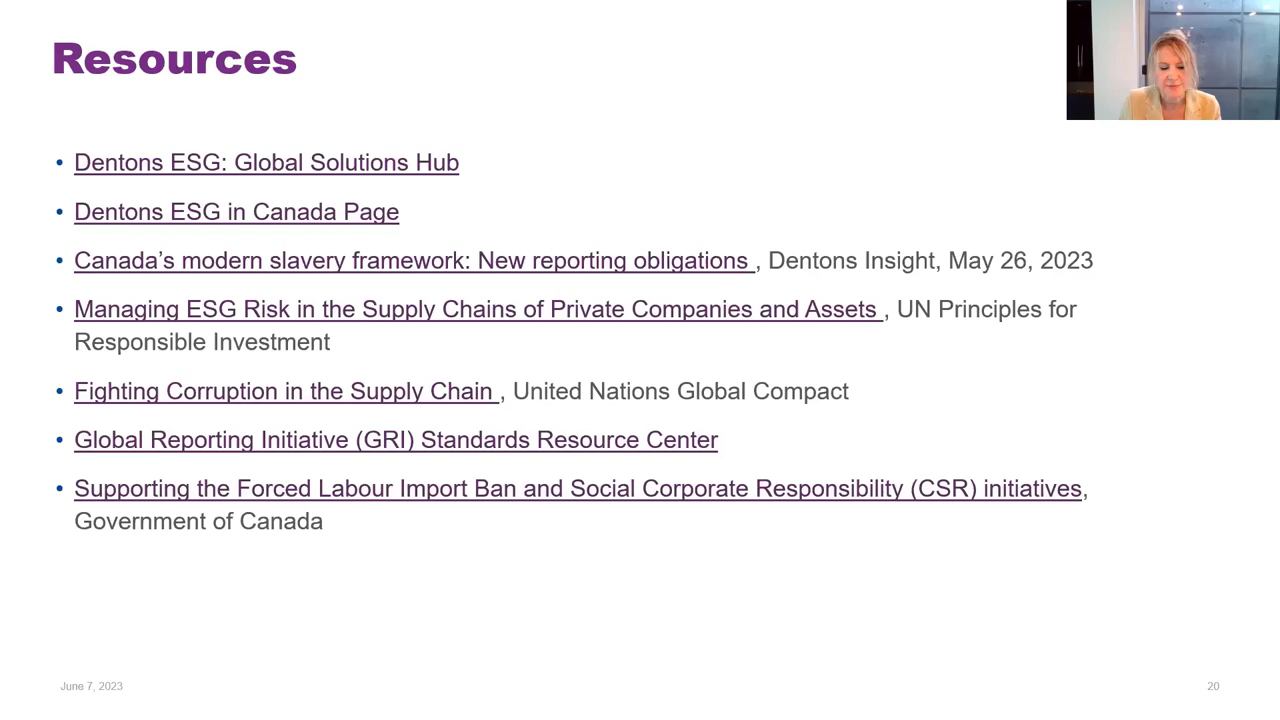 Resources
• Dentons ESG: Global Solutions Hub
• Dentons ESG in Canada Page
• Canada’s modern slavery framework: New reporting obligations , Dentons Insight, May 26, 2023
• Managing ESG Risk in the Supply Chains of Private Companies and Assets , UN Principles for
Responsible Investment
• Fighting Corruption in the Supply Chain , United Nations Global Compact
• Global Reporting Initiative (GRI) Standards Resource Center
• Supporting the Forced Labour Import Ban and Social Corporate Responsibility (CSR) initiatives,
Government of Canada
June 7, 2023
20